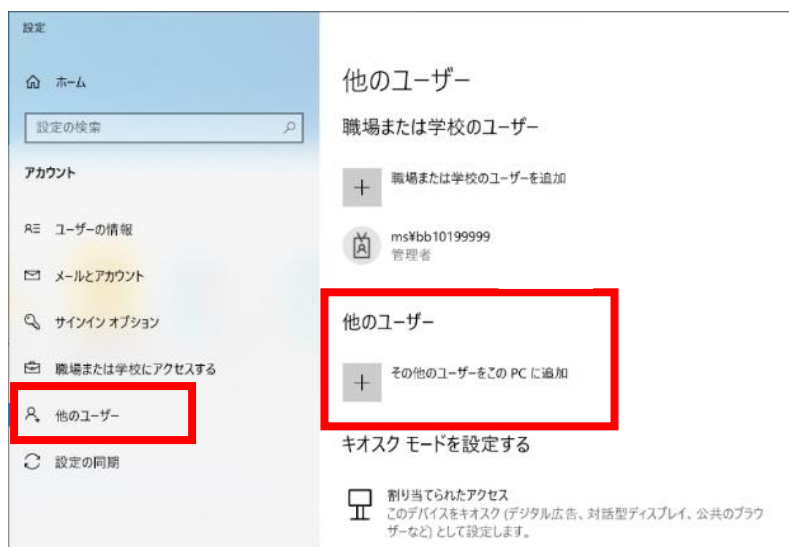 設定
ホーム
設定の検索
アカウント
ユーザーの情報
メールとアカウント
サインイン オプション
職場または学校にアクセスする
他のユーザー
設定の同期
他のユーザー
職場または学校のユーザー
職場または学校のユーザーを追加
ms¥bb10199999
管理者
他のユーザー
その他のユーザーをこの PC に追加
キオスク モードを設定する
割り当てられたアクセス
このデバイスをキオスク (デジタル広告、対話型ディスプレイ、公共のブラウ
ザーなど) として設定します。